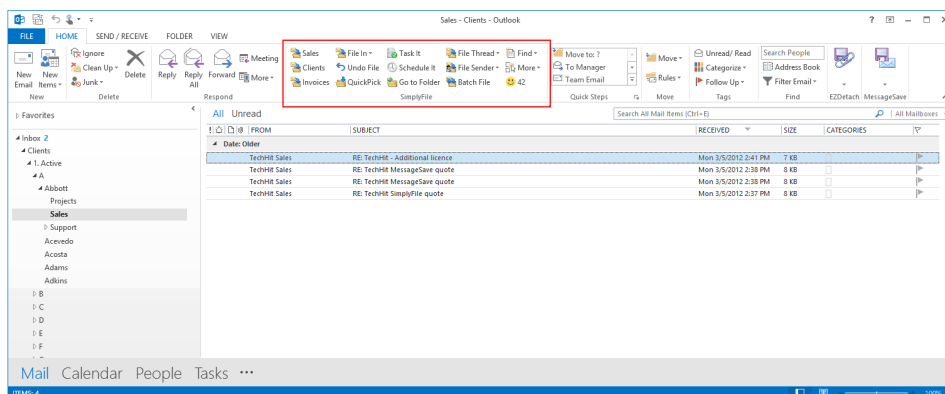 Sales - Clients - Outlook
FILE HOME SEND / RECEIVE FOLDER VIEW
New Email
New Items
Ignore
Clean Up
Junk
Delete
Reply
Reply All
Forward
Meeting
More
Sales File In Task It File Thread Find
Clients Undo File Schedule It File Sender More
Invoices QuickPick Go to Folder Batch File 42
Move to: ?
To Manager
Team Email
Move
Rules
Unread/ Read
Categorize
Follow Up
Search People
Address Book
Filter Email
New Delete Respond SimplyFile Quick Steps Move Tags Find EZDetach MessageSave
Favorites
All Unread
Search All Mail Items (Ctrl+E)
All Mailboxes
FROM SUBJECT RECEIVED SIZE CATEGORIES
Date: Older
TechHit Sales RE: TechHit - Additional licence Mon 3/5/2012 2:41 PM 7 KB
TechHit Sales RE: TechHit MessageSave quote Mon 3/5/2012 2:38 PM 8 KB
TechHit Sales RE: TechHit MessageSave quote Mon 3/5/2012 2:38 PM 8 KB
TechHit Sales RE: TechHit SimplyFile quote Mon 3/5/2012 2:37 PM 8 KB
Inbox 2
Clients
1. Active
A
Abbott
Projects
Sales
Support
Acevedo
Acosta
Adams
Adkins
B
C
D
E
F
Mail Calendar People Tasks ...
ITEMS: 4
100%